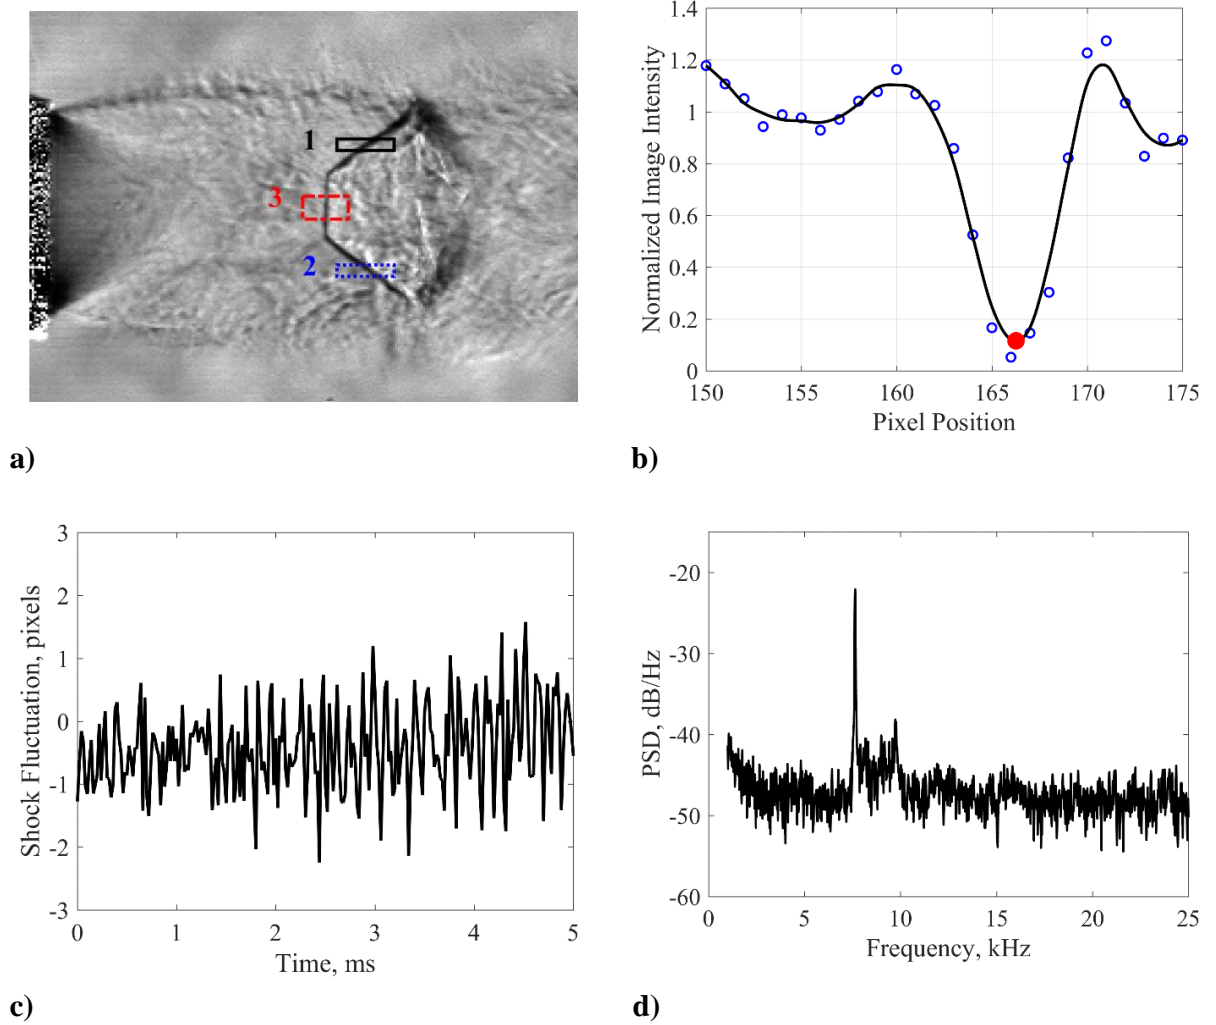 1
3
2
a)
Normalized Image Intensity
1.4
1.2
1
0.8
0.6
0.4
0.2
0
150 155 160 165 170 175
Pixel Position
b)
Shock Fluctuation, pixels
3
2
1
0
-1
-2
-3
0 1 2 3 4 5
Time, ms
c)
PSD, dB/Hz
-20
-30
-40
-50
-60
0 5 10 15 20 25
Frequency, kHz
d)